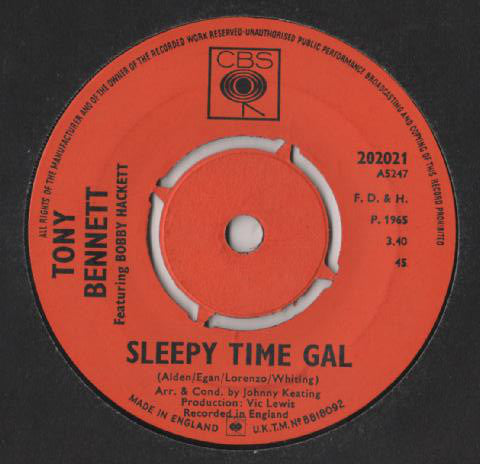 ALL RIGHTS OF THE MANUFACTURER AND OF THE OWNER OF THE RECORDED WORK RESERVED·UNAUTHORISED PUBLIC PERFORMANCE BROADCASTING AND COPYING OF THIS RECORD PROHIBITED
CBS
202021
A5247
F. D. & H.
P. 1965
3.40
45.
TONY
BENNETT
Featuring BOBBY HACKETT
SLEEPY TIME GAL
(Alden/Egan/Lorenzo/Whiting)
Arr. & Cond. by Johnny Keating
Production: Vic Lewis
Recorded in England
MADE IN ENGLAND
U.K.T.M. Nº BB18092